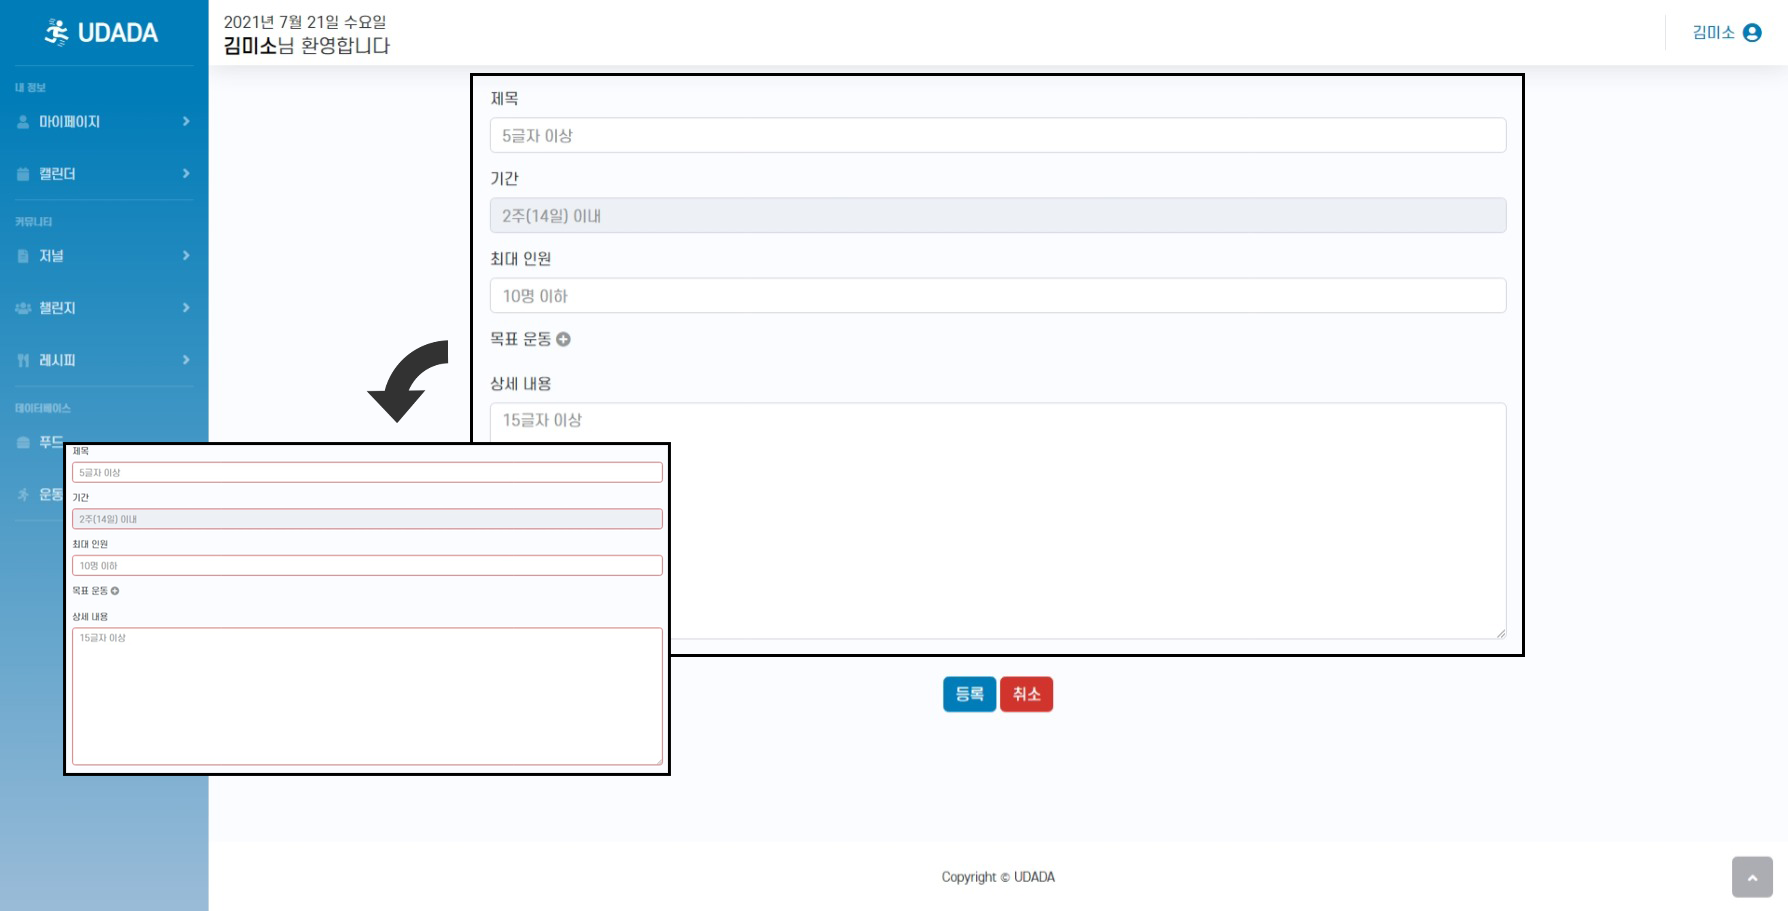 UDADA
2021년 7월 21일 수요일
김미소님 환영합니다
김미소
내 정보
마이페이지
캘린더
커뮤니티
저널
챌린지
레시피
데이터베이스
푸드
운동
제목
5글자 이상
기간
2주(14일) 이내
최대 인원
10명 이하
목표 운동
상세 내용
15글자 이상
제목
5글자 이상
기간
2주(14일) 이내
최대 인원
10명 이하
목표 운동
상세 내용
15글자 이상
등록 취소
Copyright © UDADA